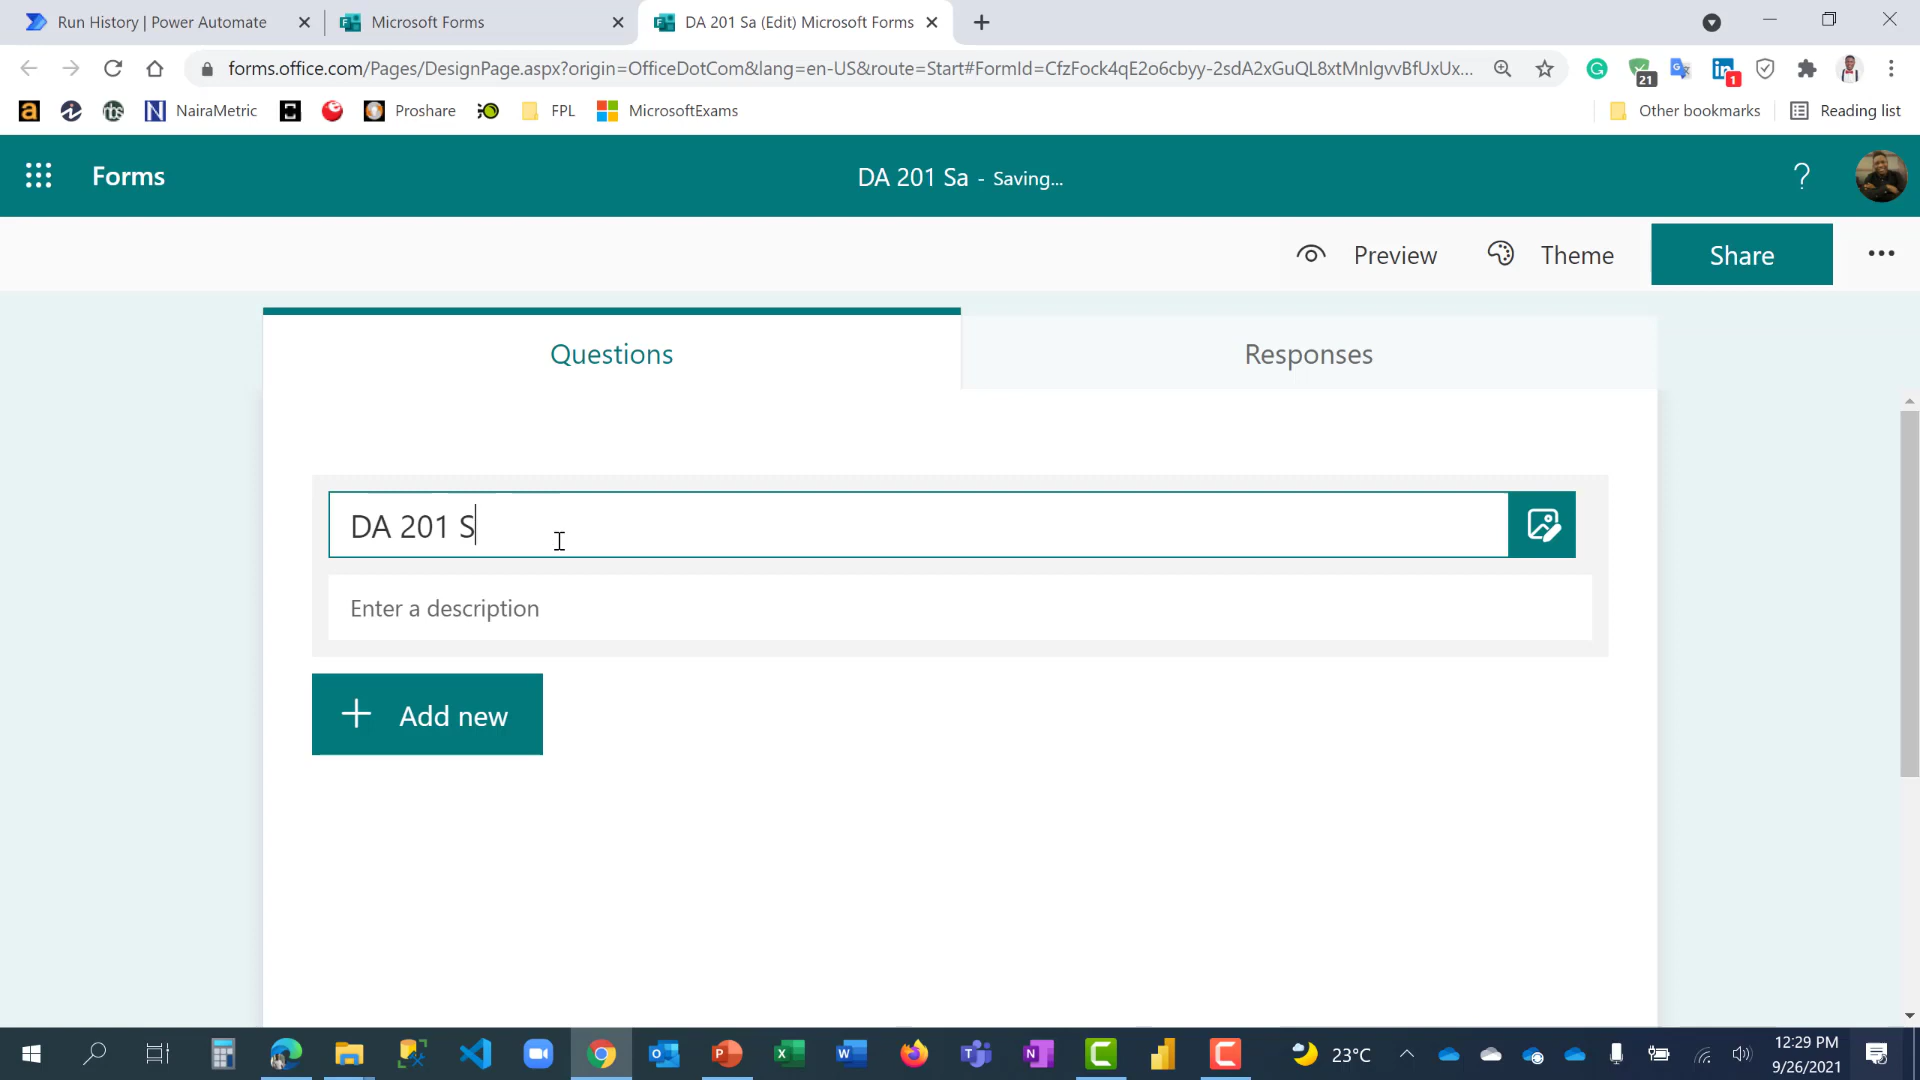 Run History | Power Automate
Microsoft Forms
DA 201 Sa (Edit) Microsoft Forms
forms.office.com/Pages/DesignPage.aspx?origin=OfficeDotCom&lang=en-US&route=Start#FormId=CfzFock4qE2o6cbyy-2sdA2xGuQL8xtMnlgvvBfUxUx...
21
1
NairaMetric
Proshare
FPL
MicrosoftExams
Other bookmarks
Reading list
Forms
DA 201 Sa - Saving...
?
Preview
Theme
Share
Questions
Responses
DA 201 S
Enter a description
Add new
23°C
12:29 PM
9/26/2021